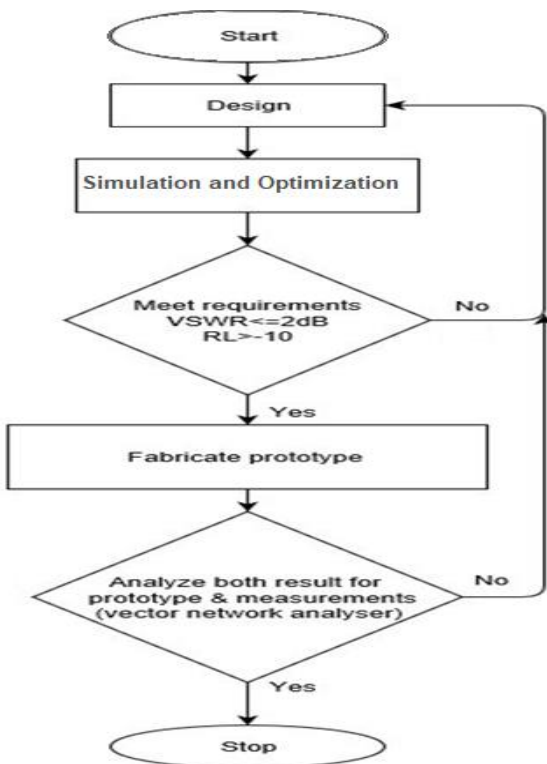 Start
Design
Simulation and Optimization
Meet requirements
VSWR<=2dB
RL>-10
No
Yes
Fabricate prototype
Analyze both result for
prototype & measurements
(vector network analyser)
No
Yes
Stop